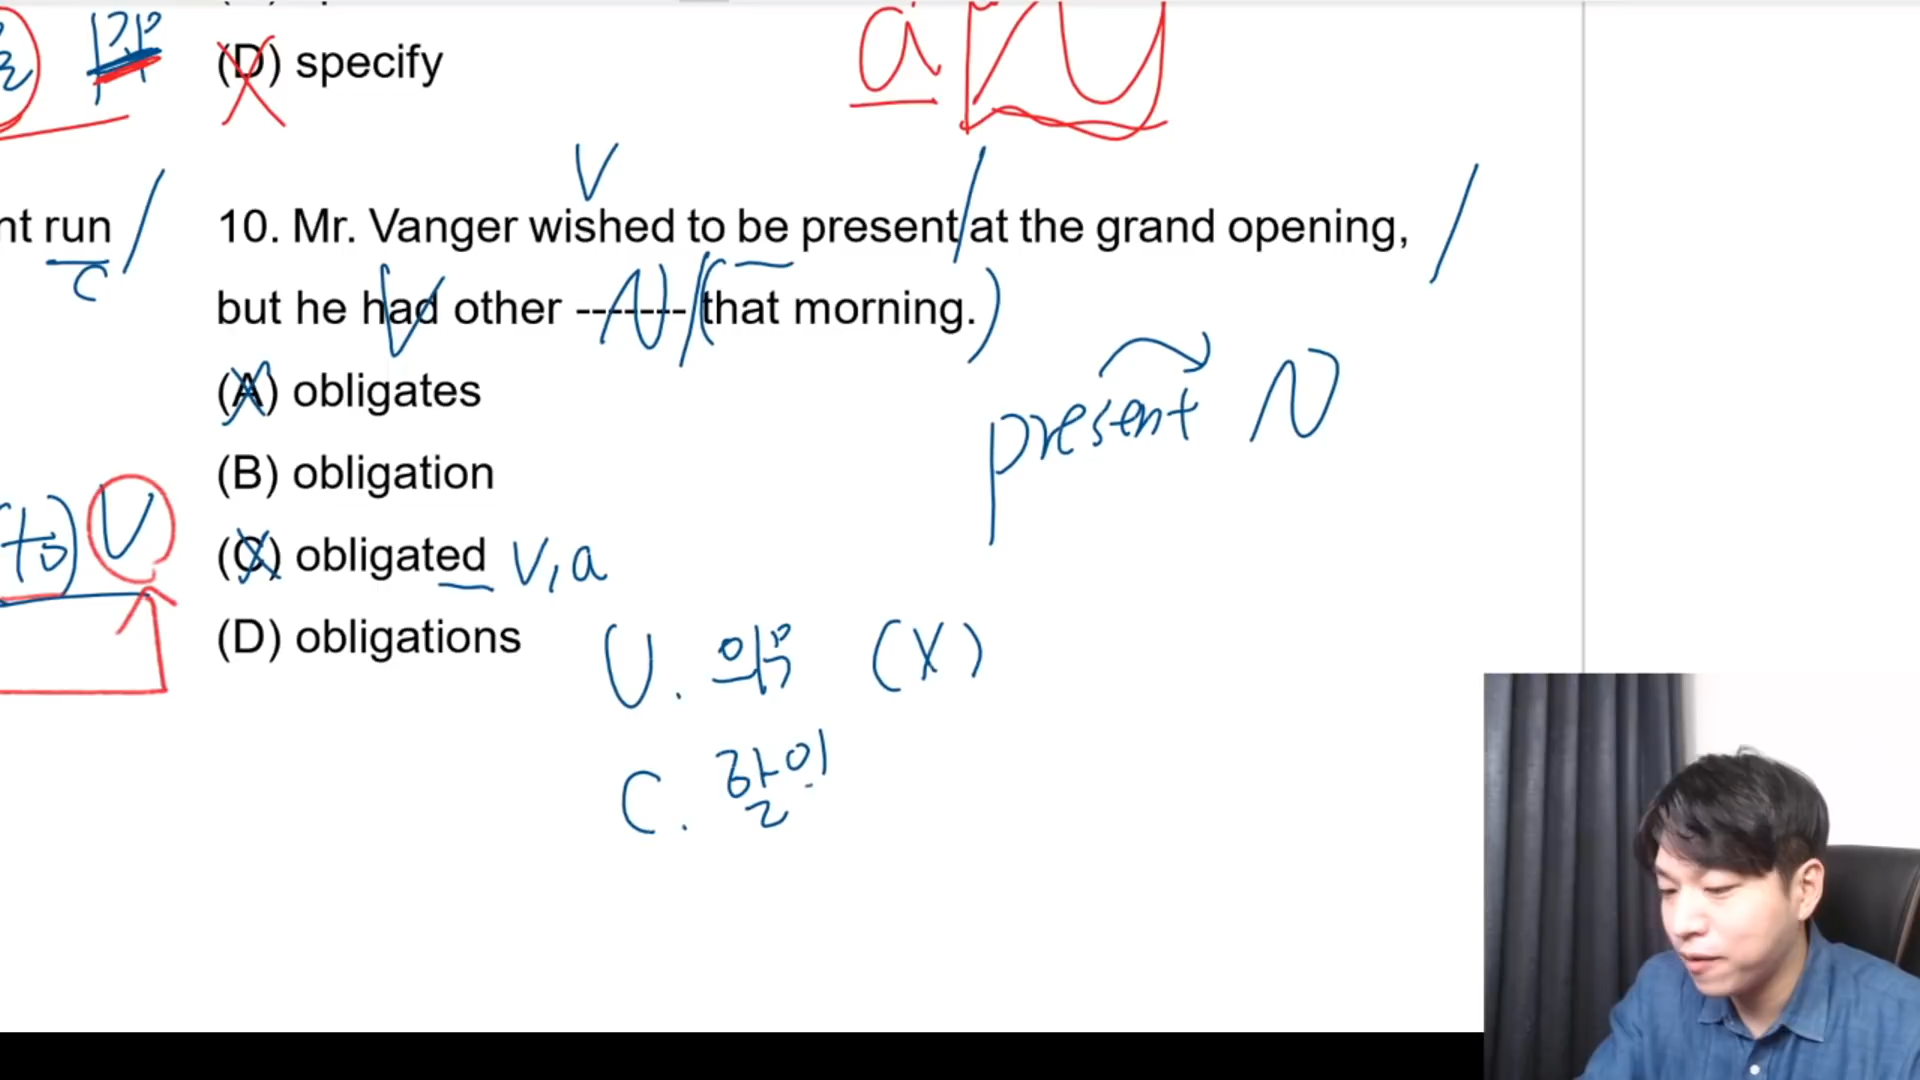 (D) specify
a
V
nt run
C
10. Mr. Vanger wished to be present at the grand opening,
but he had other ------- that morning.
V
N
(A) obligates
present N
(B) obligation
(to) V
(C) obligated V, a
(D) obligations
U. 의무 (X)
C. 할 일